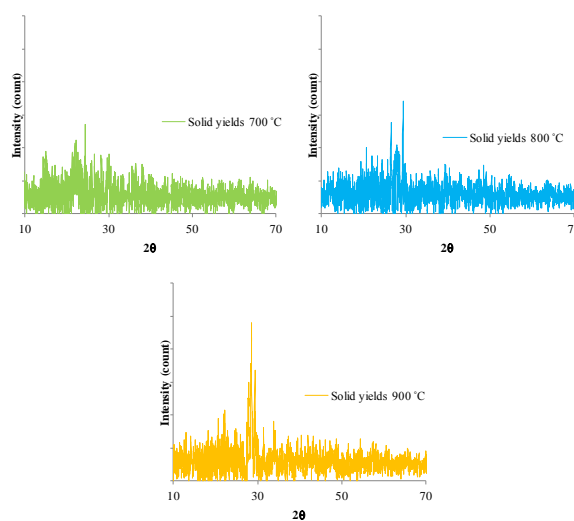 Intensity (count)
Solid yields 700 ˚C
10 30 50 70
2θ
Intensity (count)
Solid yields 800 ˚C
10 30 50 70
2θ
Intensity (count)
Solid yields 900 ˚C
10 30 50 70
2θ